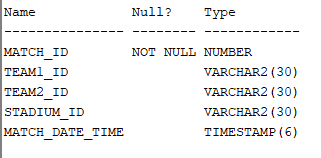 Name Null? Type
--------------- -------- ------------
MATCH_ID NOT NULL NUMBER
TEAM1_ID VARCHAR2(30)
TEAM2_ID VARCHAR2(30)
STADIUM_ID VARCHAR2(30)
MATCH_DATE_TIME TIMESTAMP(6)